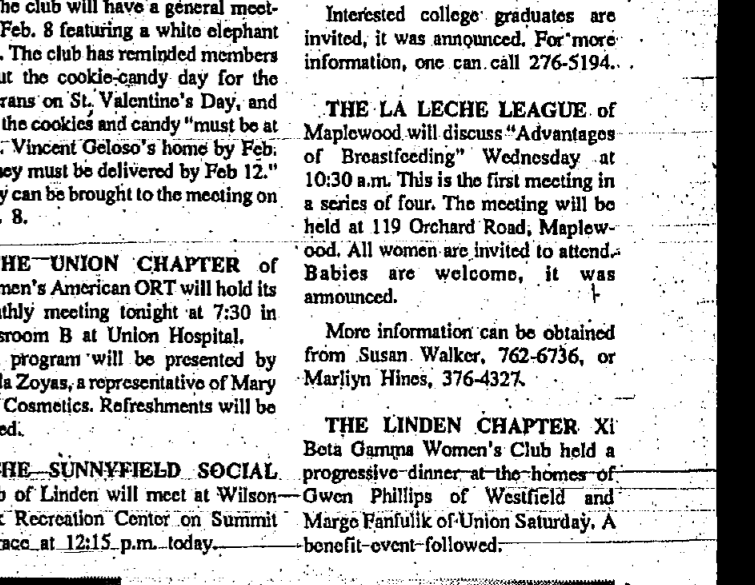 he club will have a general meet-
Feb. 8 featuring a white elephant
. The club has reminded members
ut the cookie-candy day for the
rans on St. Valentine's Day, and
the cookies and candy "must be at
. Vincent Geloso's home by Feb.
ey must be delivered by Feb 12."
y can be brought to the meeting on
. 8.
HE UNION CHAPTER of
men's American ORT will hold its
thly meeting tonight at 7:30 in
sroom B at Union Hospital.
program will be presented by
la Zoyas, a representative of Mary
Cosmetics. Refreshments will be
ed.
HE SUNNYFIELD SOCIAL
b of Linden will meet at Wilson
k Recreation Center on Summit
race at 12:15 p.m. today.
Interested college graduates are
invited, it was announced. For more
information, one can call 276-5194.
THE LA LECHE LEAGUE of
Maplewood will discuss "Advantages
of Breastfeeding" Wednesday at
10:30 a.m. This is the first meeting in
a series of four. The meeting will be
held at 119 Orchard Road, Maplew-
ood. All women are invited to attend.
Babies are welcome, it was
announced.
More information can be obtained
from Susan Walker, 762-6736, or
Marliyn Hines, 376-4327.
THE LINDEN CHAPTER Xi
Beta Gamma Women's Club held a
progressive dinner at the homes of
Gwen Phillips of Westfield and
Marge Fanfulik of Union Saturday. A
benefit event followed.